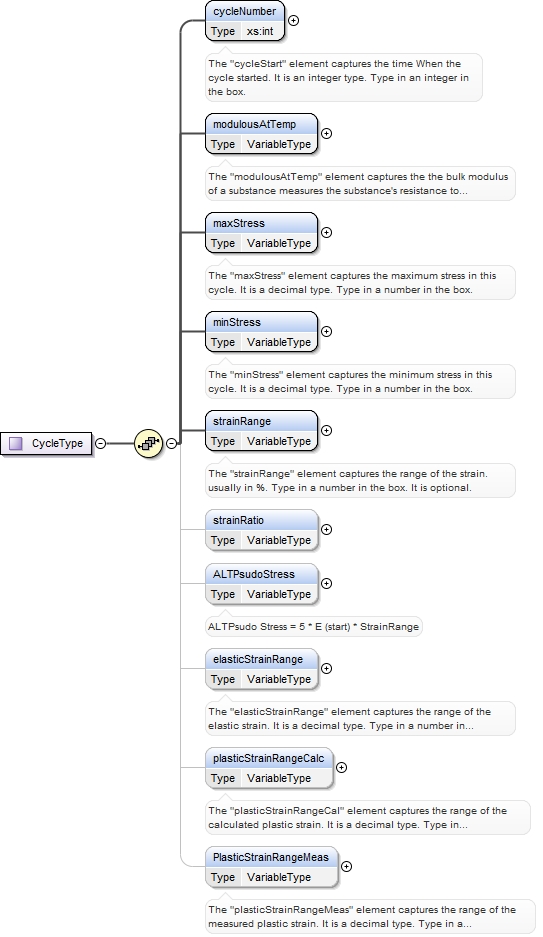 cycleNumber
Type xs:int
The "cycleStart" element captures the time When the
cycle started. It is an integer type. Type in an integer in
the box.
modulousAtTemp
Type VariableType
The "modulousAtTemp" element captures the the bulk modulus
of a substance measures the substance's resistance to...
maxStress
Type VariableType
The "maxStress" element captures the maximum stress in this
cycle. It is a decimal type. Type in a number in the box.
minStress
Type VariableType
The "minStress" element captures the minimum stress in this
cycle. It is a decimal type. Type in a number in the box.
CycleType
strainRange
Type VariableType
The "strainRange" element captures the range of the strain.
usually in %. Type in a number in the box. It is optional.
strainRatio
Type VariableType
ALTPsudoStress
Type VariableType
ALTPsudo Stress = 5 * E (start) * StrainRange
elasticStrainRange
Type VariableType
The "elasticStrainRange" element captures the range of the
elastic strain. It is a decimal type. Type in a number in...
plasticStrainRangeCalc
Type VariableType
The "plasticStrainRangeCal" element captures the range of the
calculated plastic strain. It is a decimal type. Type in...
PlasticStrainRangeMeas
Type VariableType
The "plasticStrainRangeMeas" element captures the range of the
measured plastic strain. It is a decimal type. Type in a...